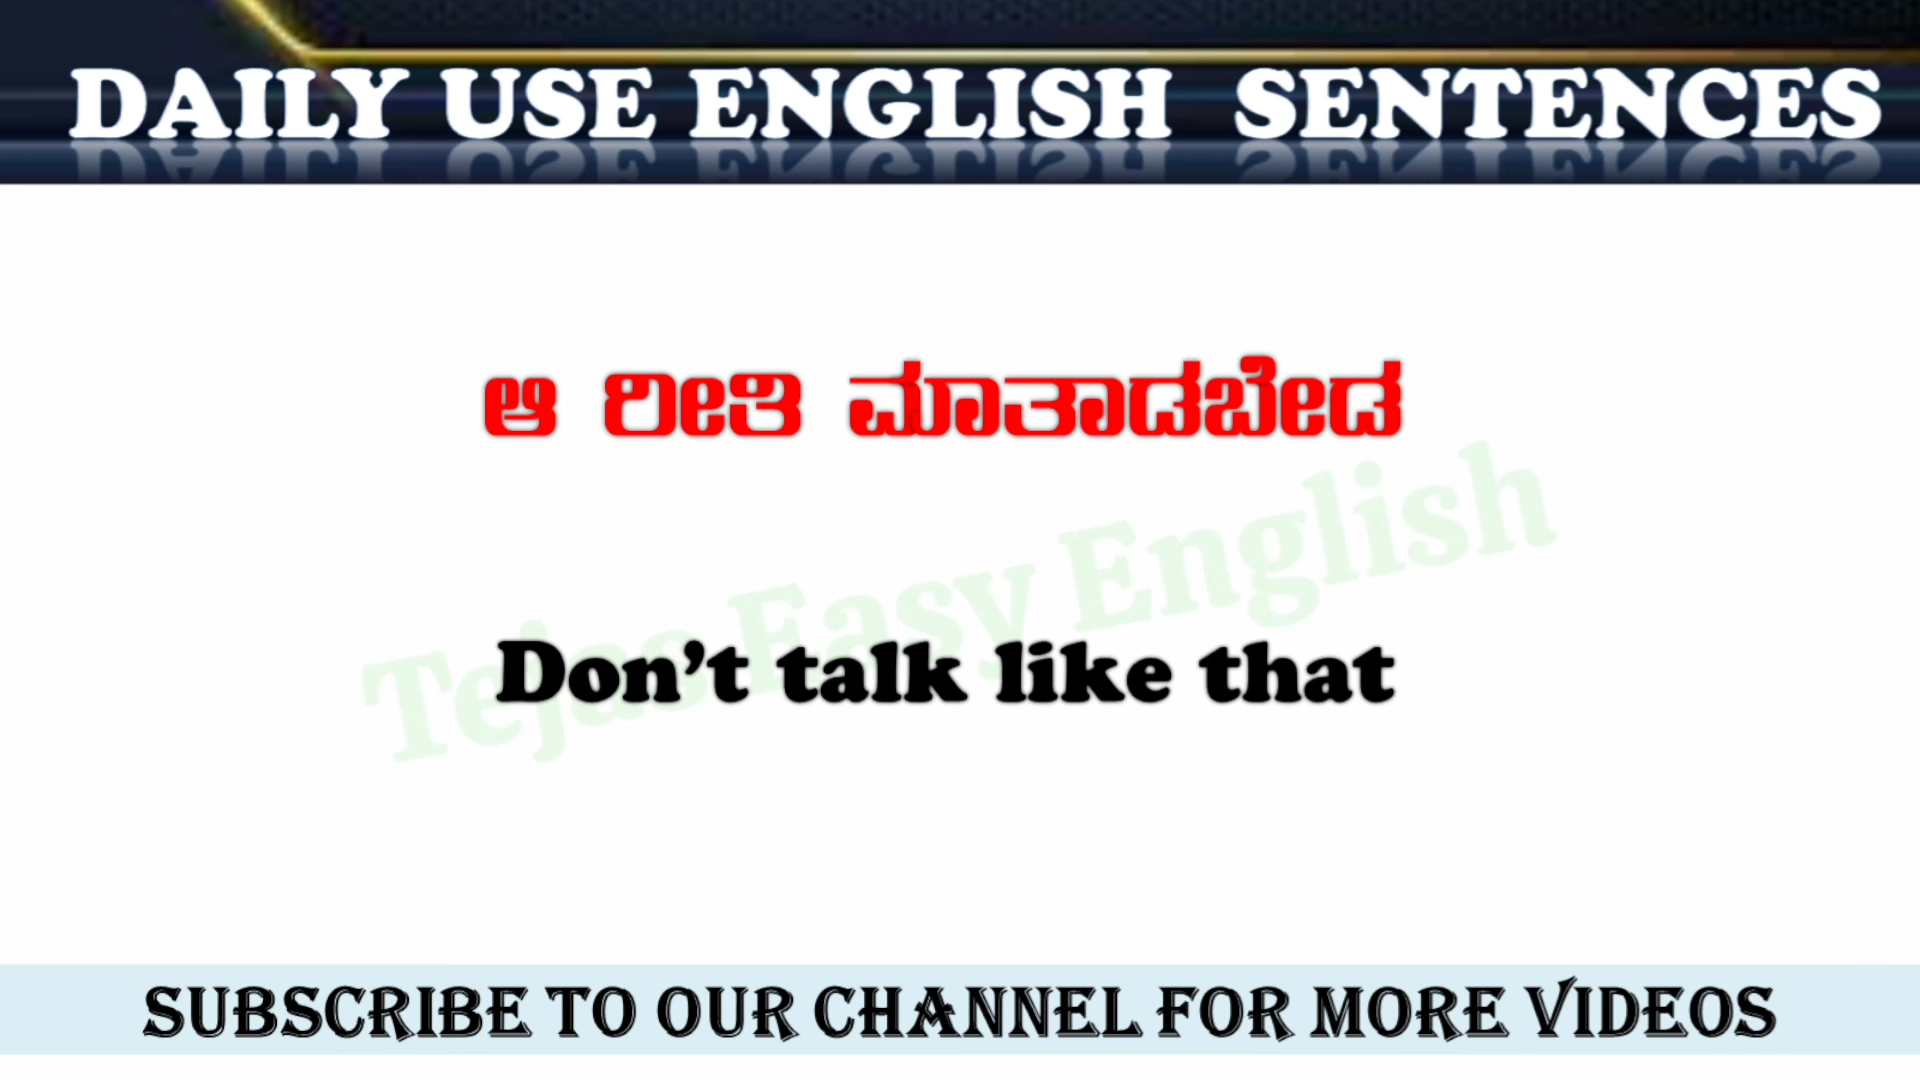 DAILY USE ENGLISH SENTENCES
ಆ ರೀತಿ ಮಾತಾಡಬೇಡ
Tejas Easy English
Don’t talk like that
SUBSCRIBE TO OUR CHANNEL FOR MORE VIDEOS